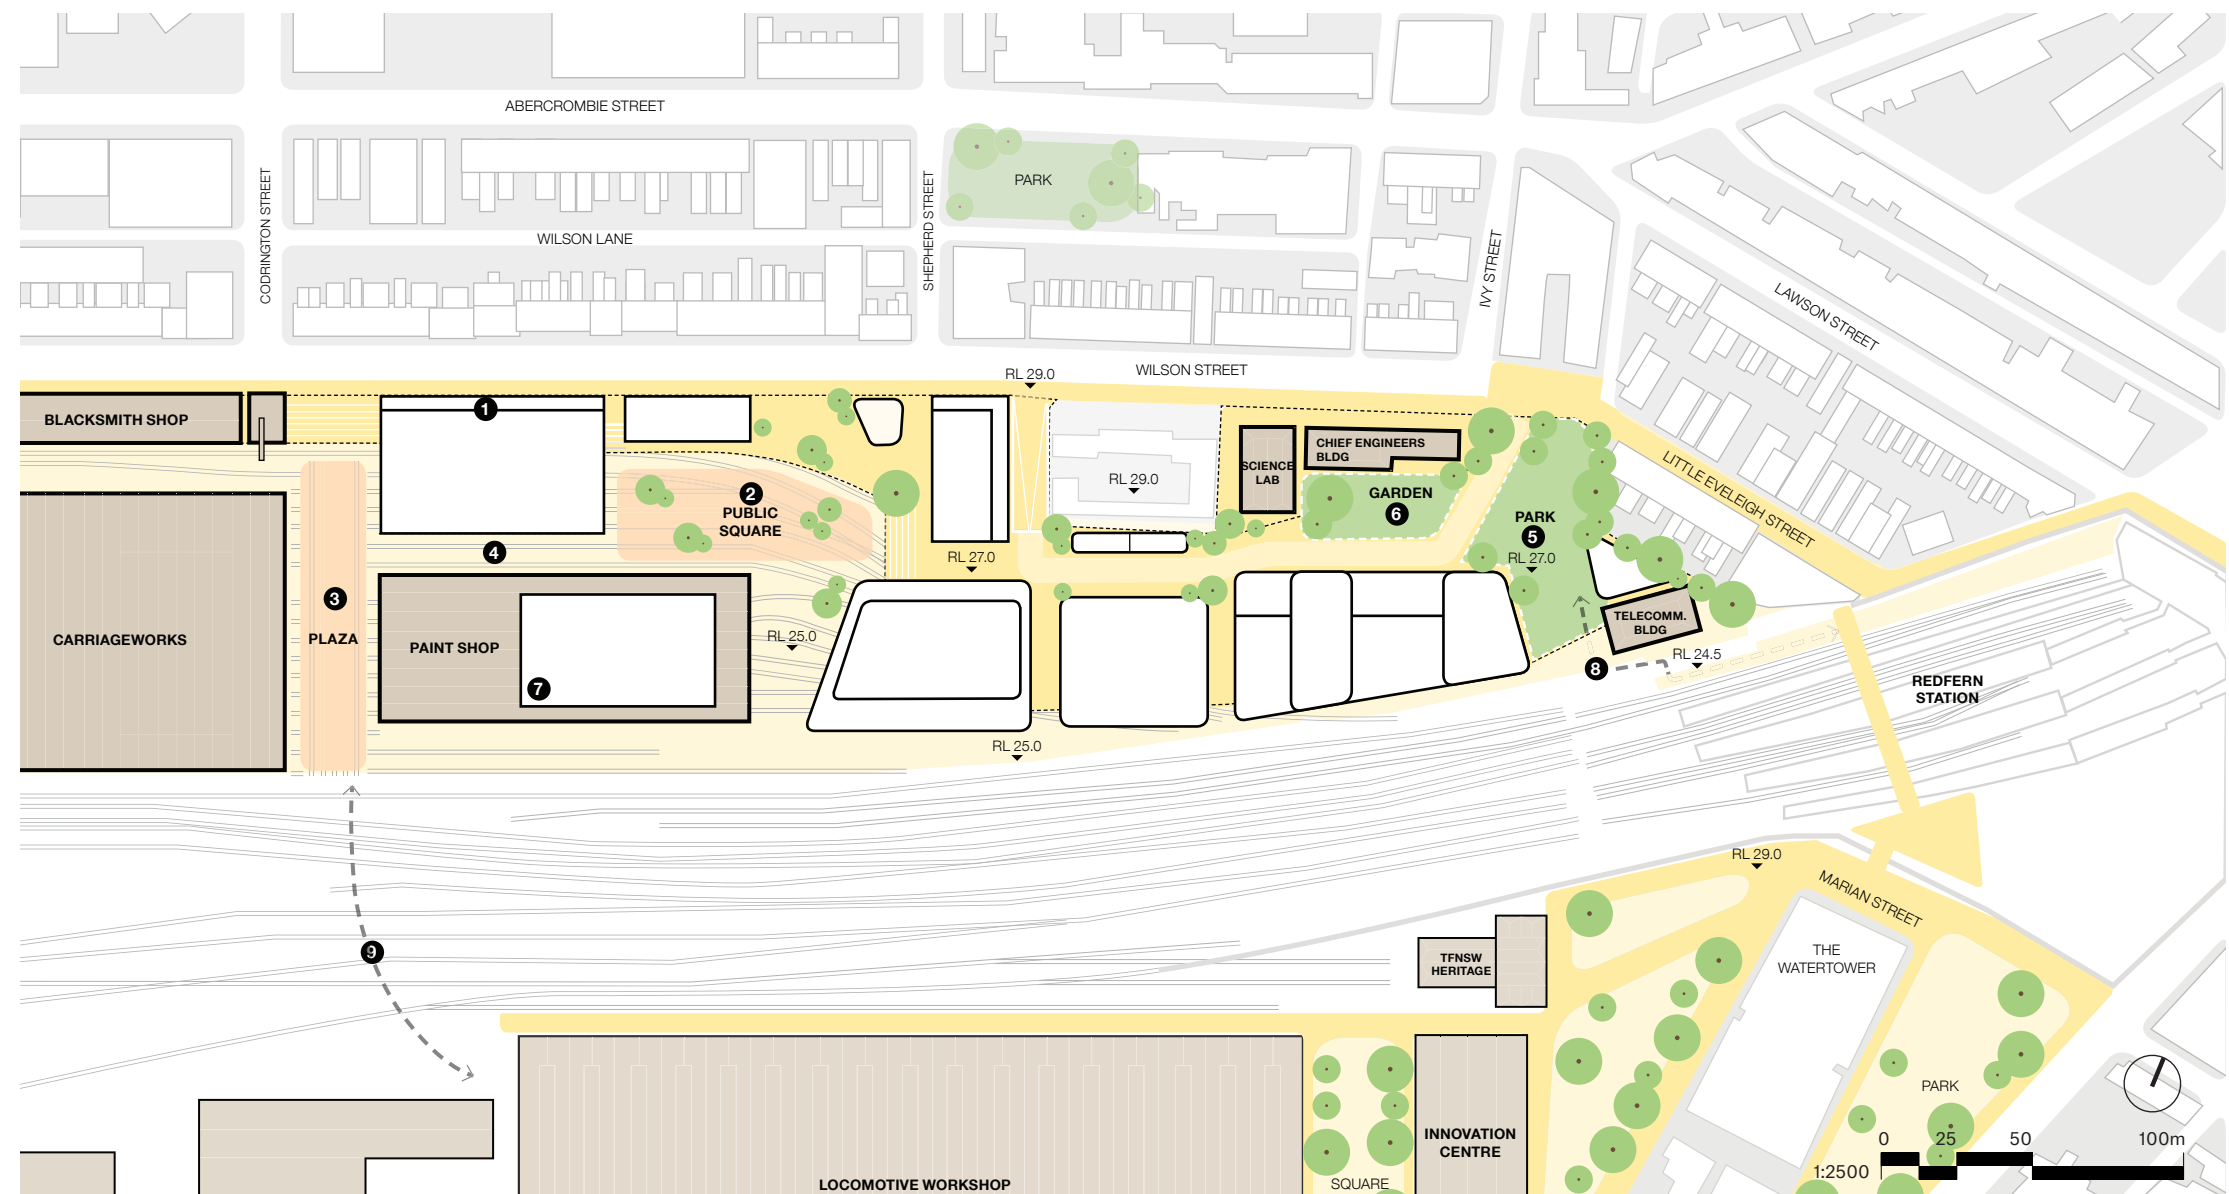 ABERCROMBIE STREET
PARK
CODRINGTON STREET
WILSON LANE
SHEPHERD STREET
IVY STREET
LAWSON STREET
WILSON STREET
RL 29.0
BLACKSMITH SHOP
1
CHIEF ENGINEERS
BLDG
SCIENCE
LAB
RL 29.0
2
PUBLIC
SQUARE
GARDEN
6
PARK
5
RL 27.0
LITTLE EVELEIGH STREET
4
RL 27.0
3
PLAZA
CARRIAGEWORKS
PAINT SHOP
7
RL 25.0
TELECOMM.
BLDG
8
RL 24.5
REDFERN
STATION
RL 25.0
RL 29.0
MARIAN STREET
9
TFNSW
HERITAGE
THE
WATERTOWER
PARK
INNOVATION
CENTRE
LOCOMOTIVE WORKSHOP
SQUARE
0 25 50 100m
1:2500